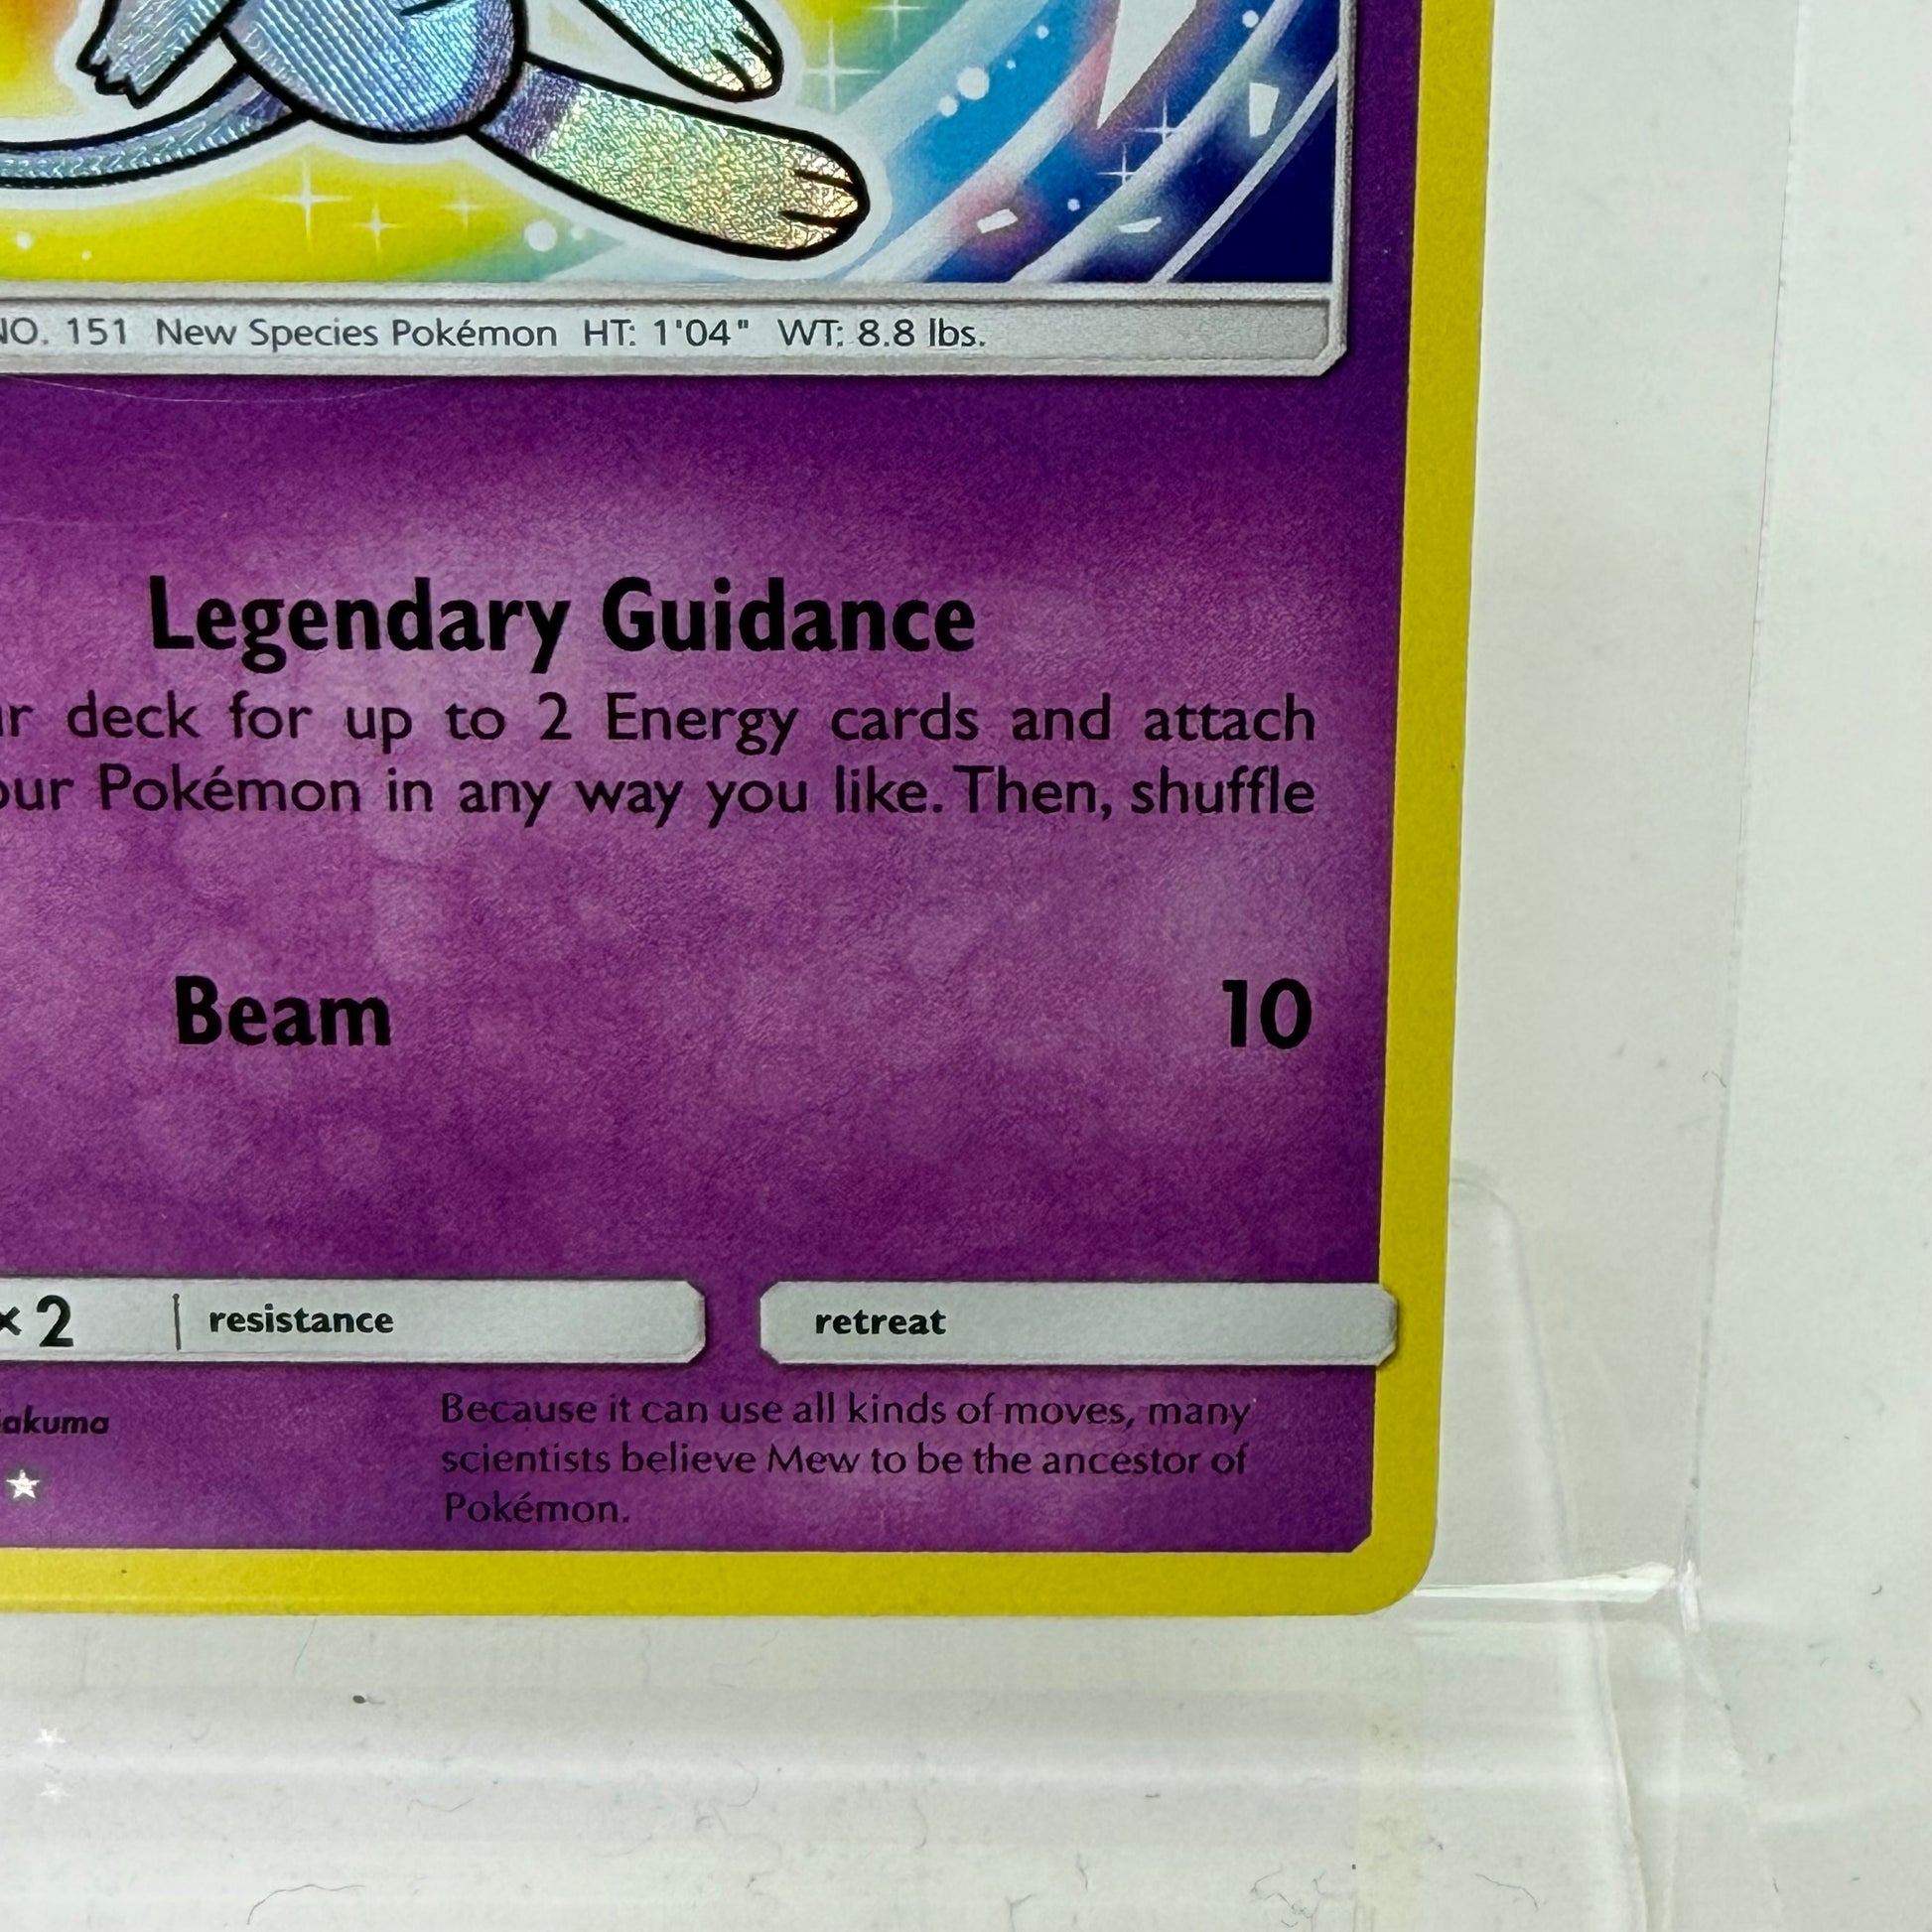 NO. 151 New Species Pokémon HT: 1'04" WT: 8.8 lbs.
Legendary Guidance
deck for up to 2 Energy cards and attach
Pokémon in any way you like. Then, shuffle
Beam 10
× 2 resistance retreat
Because it can use all kinds of moves, many
scientists believe Mew to be the ancestor of
Pokémon.